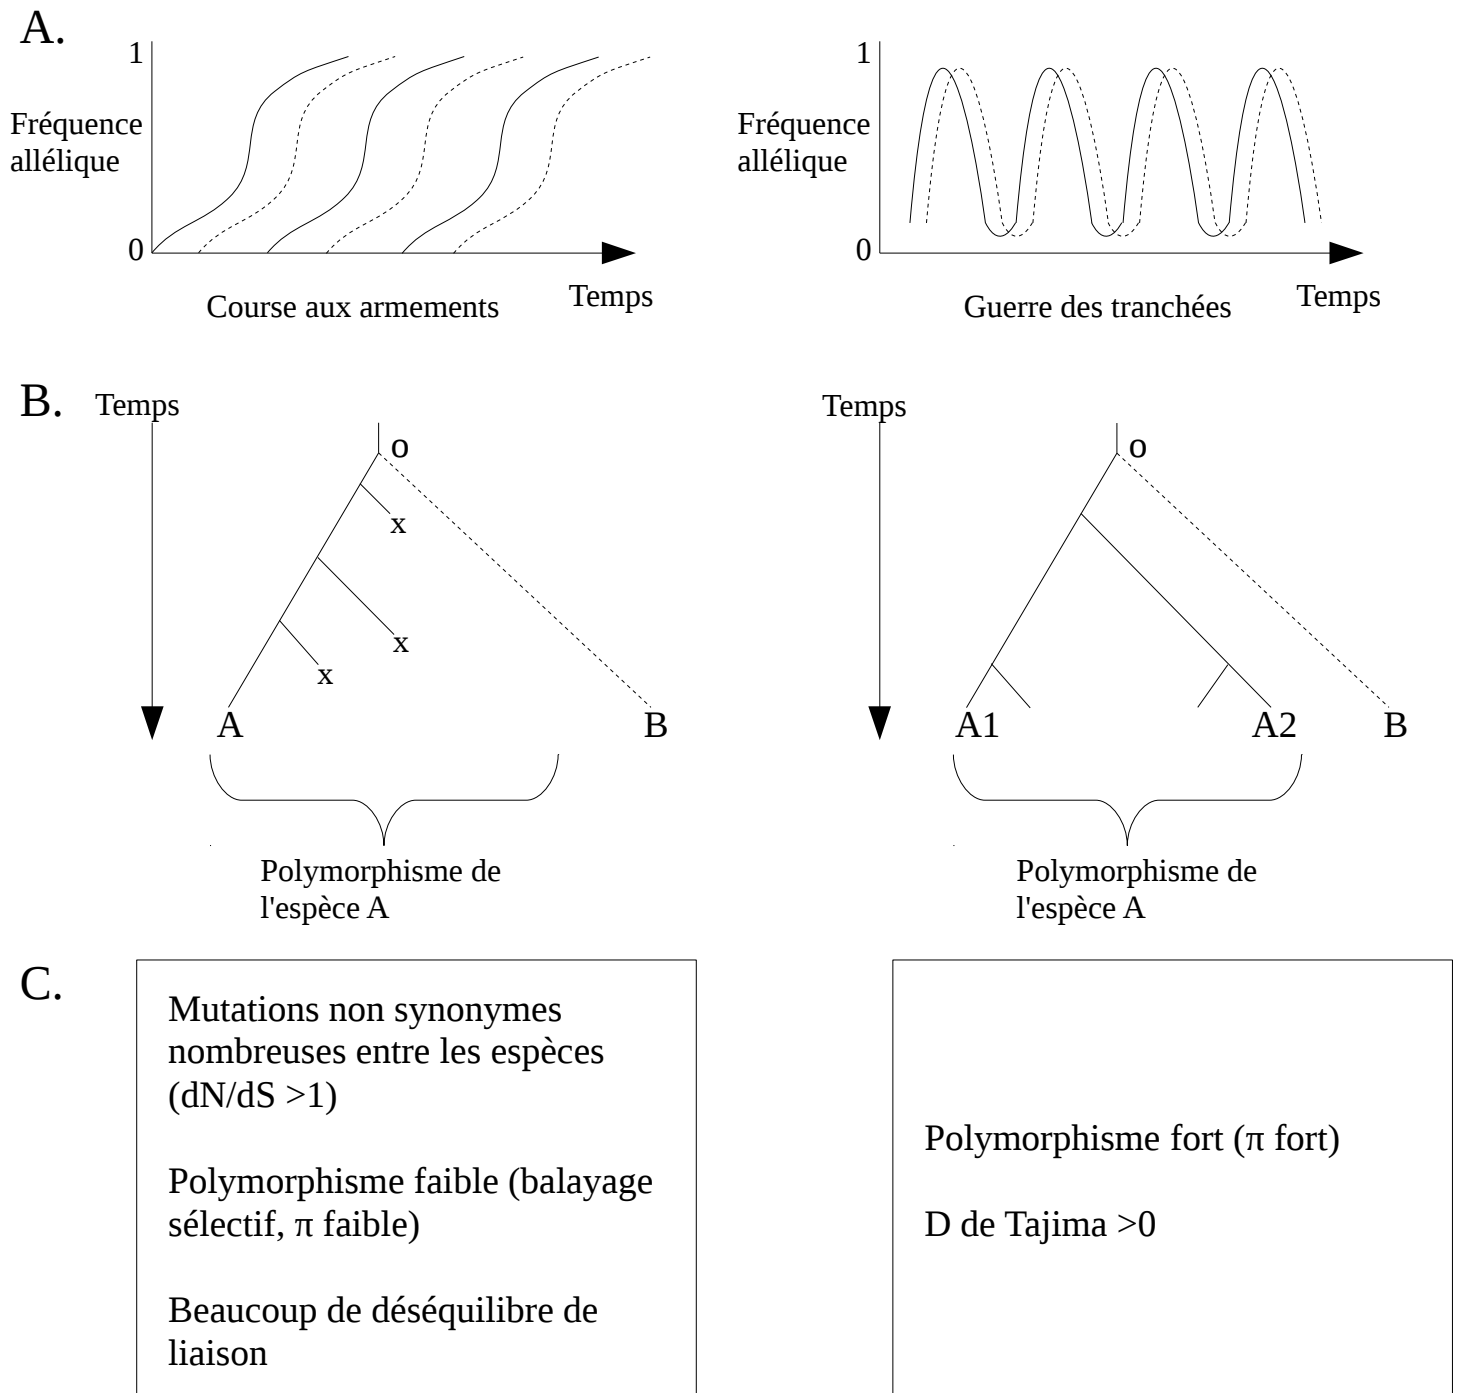 A.
1
Fréquence
allélique
0
Temps
Course aux armements
1
Fréquence
allélique
0
Temps
Guerre des tranchées
B.
Temps
o
x
x
x
A
B
Polymorphisme de
l'espèce A
Temps
o
A1
A2
B
Polymorphisme de
l'espèce A
C.
Mutations non synonymes
nombreuses entre les espèces
(dN/dS >1)
Polymorphisme faible (balayage
sélectif, π faible)
Beaucoup de déséquilibre de
liaison
Polymorphisme fort (π fort)
D de Tajima >0